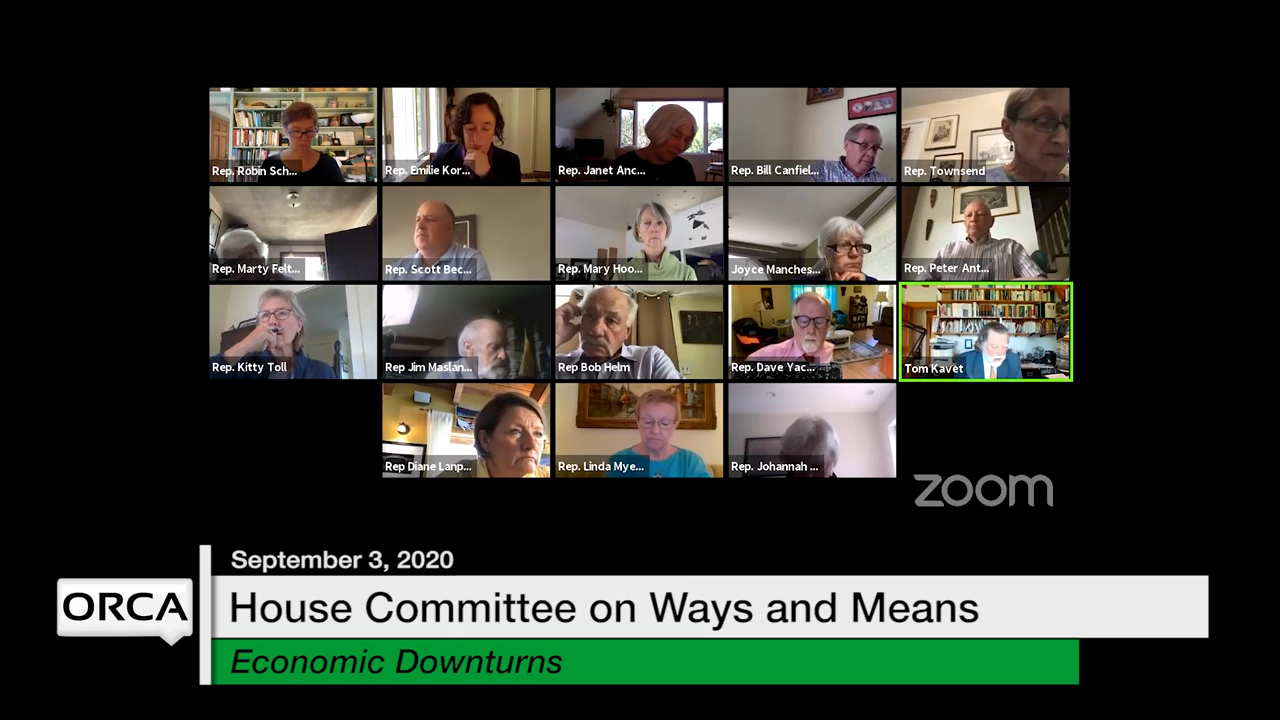 Rep. Robin Sch...
Rep. Emilie Kor...
Rep. Janet Anc...
Rep. Bill Canfiel...
Rep. Townsend
Rep. Marty Felt...
Rep. Scott Bec...
Rep. Mary Hoo...
Joyce Manches...
Rep. Peter Ant...
Rep. Kitty Toll
Rep Jim Maslan...
Rep Bob Helm
Rep. Dave Yac...
Tom Kavet
Rep Diane Lanp...
Rep. Linda Mye...
Rep. Johannah ...
zoom
September 3, 2020
ORCA
House Committee on Ways and Means
Economic Downturns